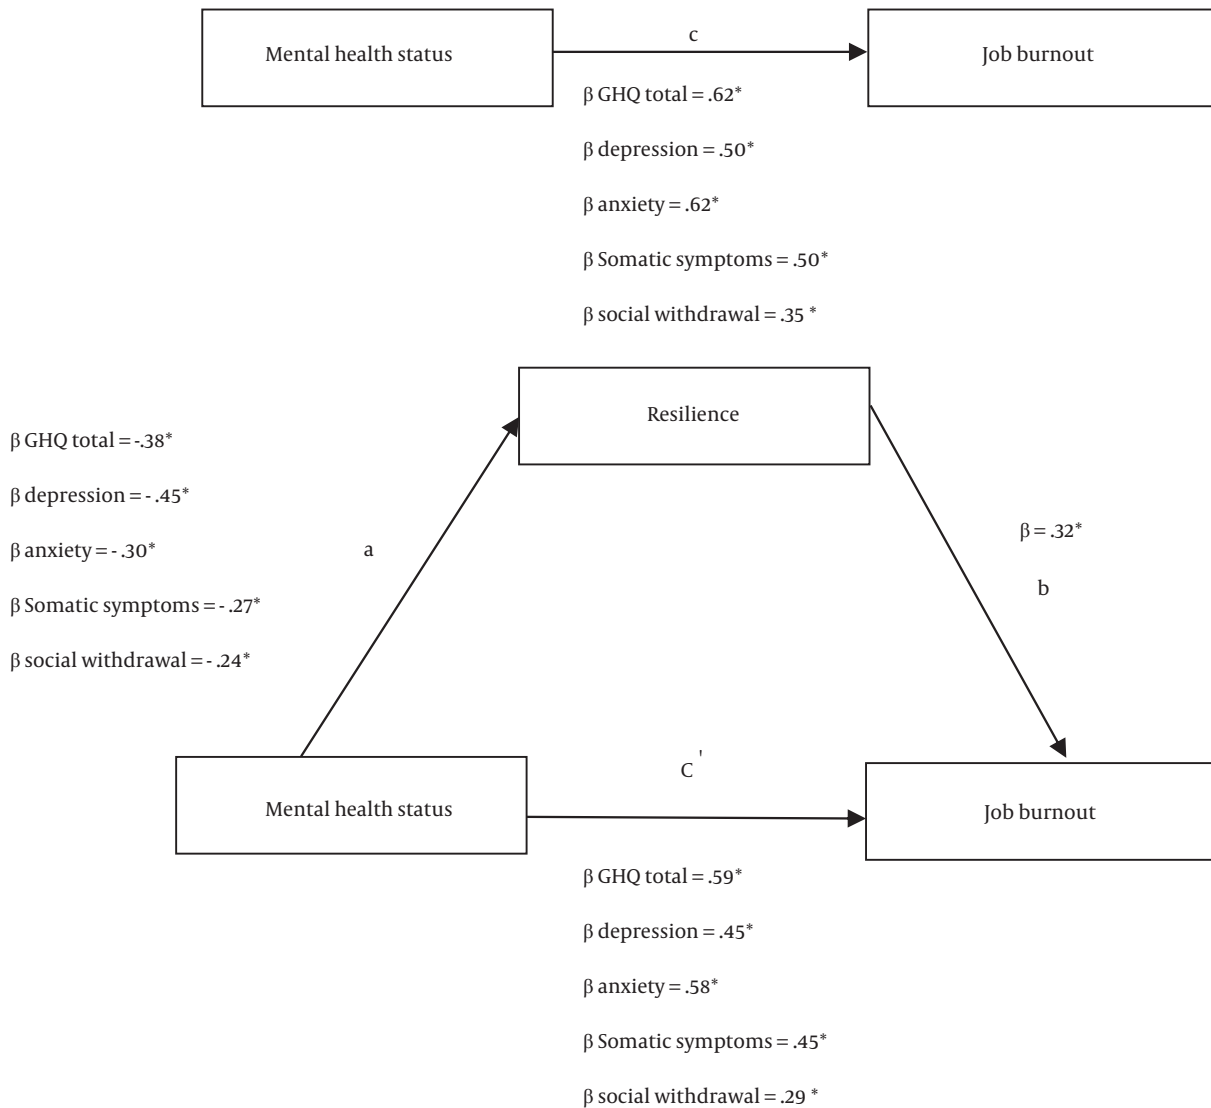 Mental health status
c
Job burnout
β GHQ total = .62*
β depression = .50*
β anxiety = .62*
β Somatic symptoms = .50*
β social withdrawal = .35 *
Resilience
β GHQ total = -.38*
β depression = - .45*
β anxiety = - .30*
β Somatic symptoms = - .27*
β social withdrawal = - .24*
a
β = .32*
b
Mental health status
C '
Job burnout
β GHQ total = .59*
β depression = .45*
β anxiety = .58*
β Somatic symptoms = .45*
β social withdrawal = .29 *